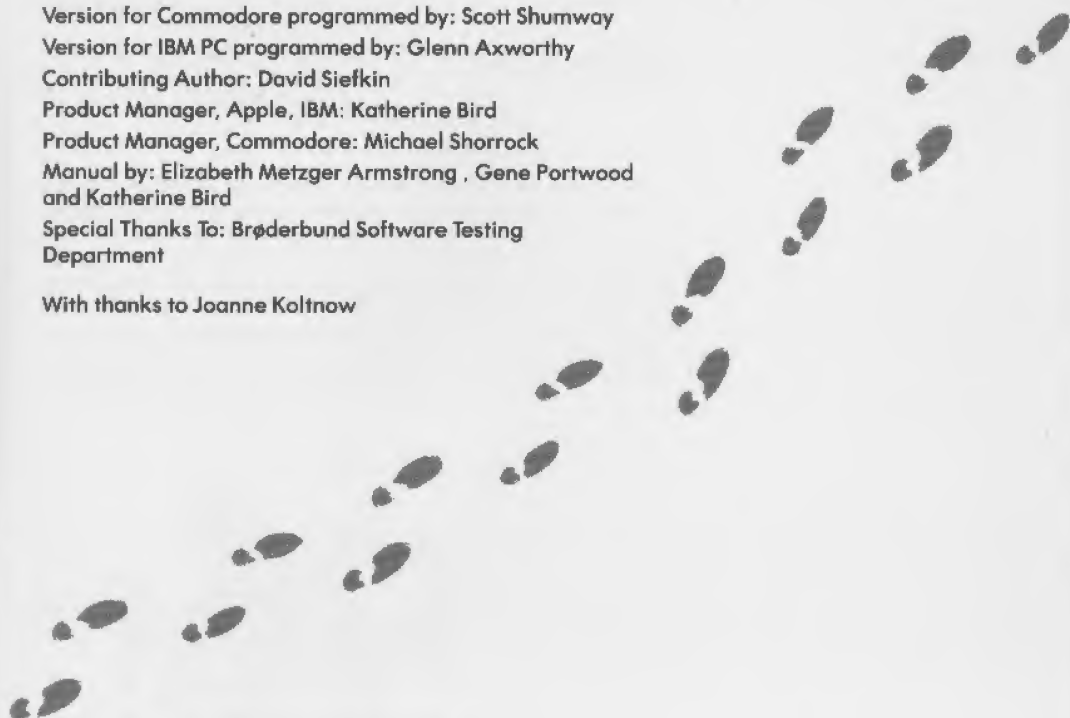 Version for Commodore programmed by: Scott Shumway
Version for IBM PC programmed by: Glenn Axworthy
Contributing Author: David Siefkin
Product Manager, Apple, IBM: Katherine Bird
Product Manager, Commodore: Michael Shorrock
Manual by: Elizabeth Metzger Armstrong , Gene Portwood
and Katherine Bird
Special Thanks To: Brøderbund Software Testing
Department
With thanks to Joanne Koltnow